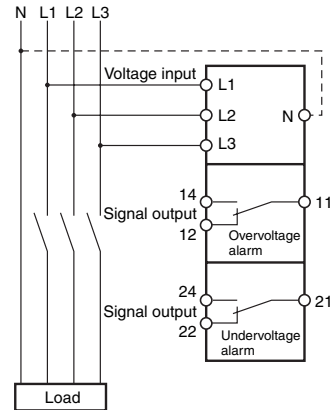 N L1 L2 L3
Voltage input
L1
L2
N
L3
14
11
Signal output
12
Overvoltage
alarm
24
21
Signal output
22
Undervoltage
alarm
Load